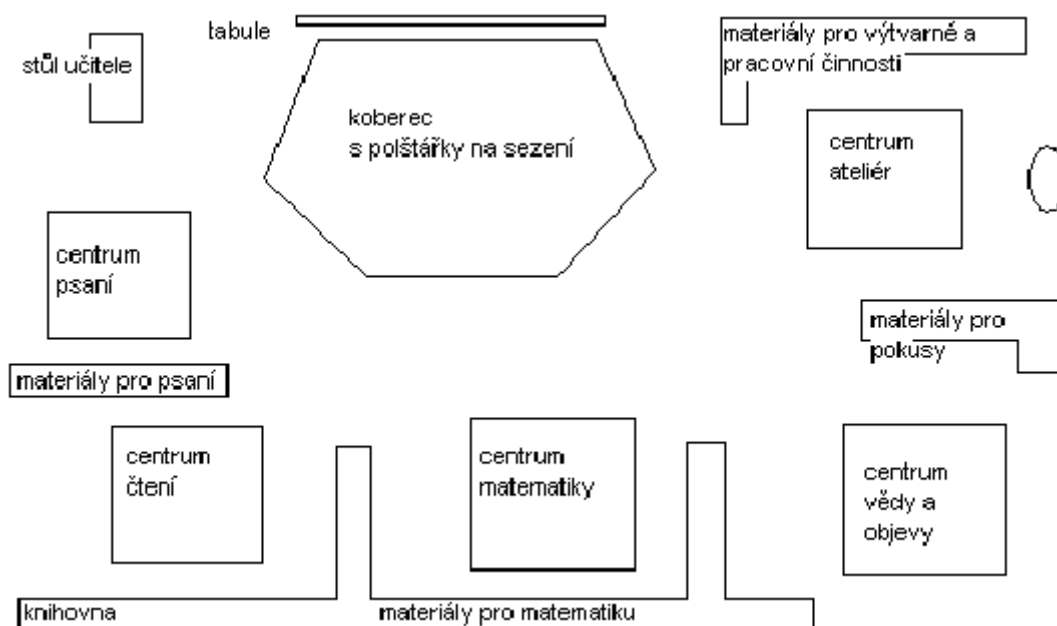 tabule
stůl učitele
materiály pro výtvarné a
pracovní činnosti
koberec
s polštářky na sezení
centrum
ateliér
centrum
psaní
materiály pro
pokusy
materiály pro psaní
centrum
čtení
centrum
matematiky
centrum
vědy a
objevy
knihovna
materiály pro matematiku